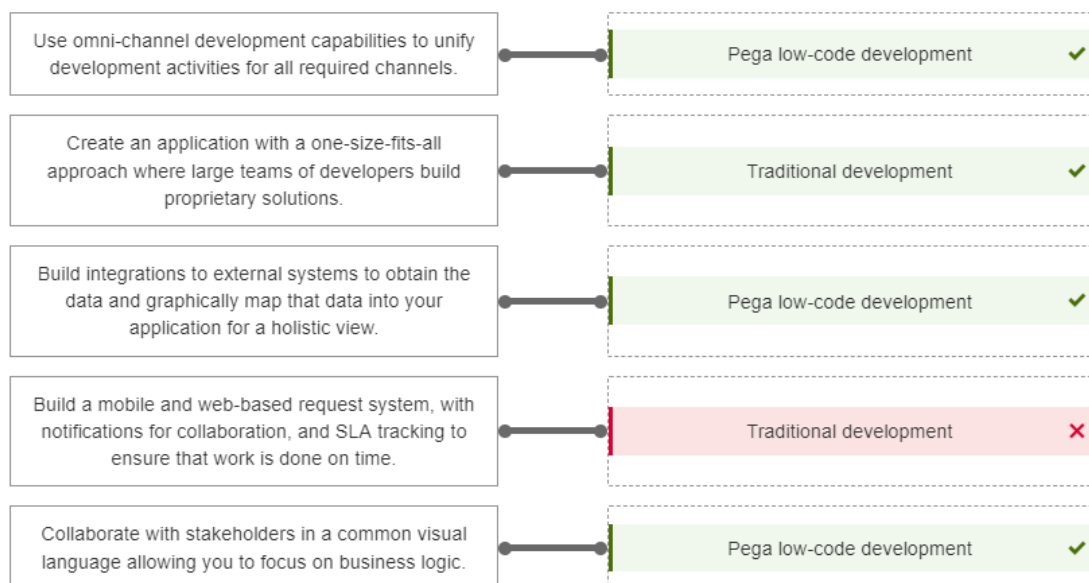 Use omni-channel development capabilities to unify
development activities for all required channels.
Pega low-code development
Create an application with a one-size-fits-all
approach where large teams of developers build
proprietary solutions.
Traditional development
Build integrations to external systems to obtain the
data and graphically map that data into your
application for a holistic view.
Pega low-code development
Build a mobile and web-based request system, with
notifications for collaboration, and SLA tracking to
ensure that work is done on time.
Traditional development
Collaborate with stakeholders in a common visual
language allowing you to focus on business logic.
Pega low-code development